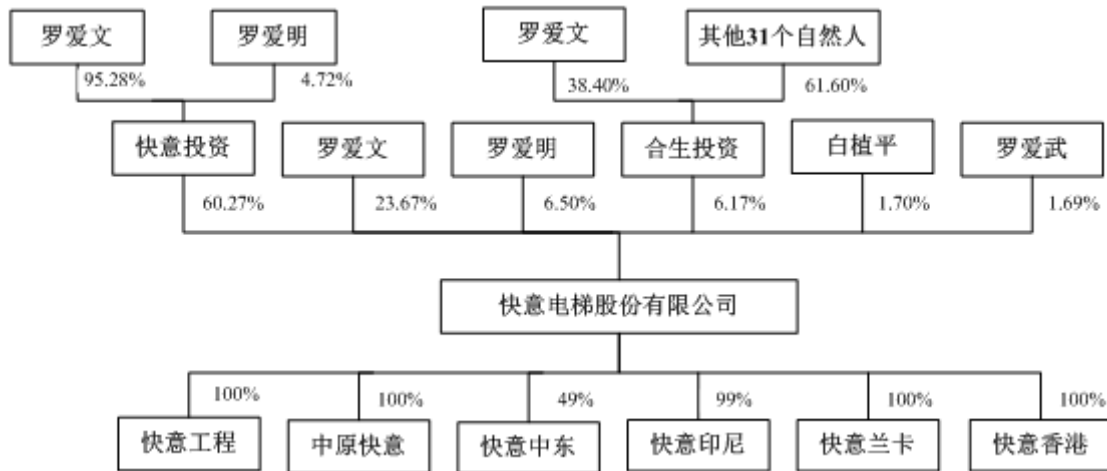 罗爱文 罗爱明 罗爱文 其他31个自然人
95.28% 4.72% 38.40% 61.60%
快意投资 罗爱文 罗爱明 合生投资 白植平 罗爱武
60.27% 23.67% 6.50% 6.17% 1.70% 1.69%
快意电梯股份有限公司
100% 100% 49% 99% 100% 100%
快意工程 中原快意 快意中东 快意印尼 快意兰卡 快意香港